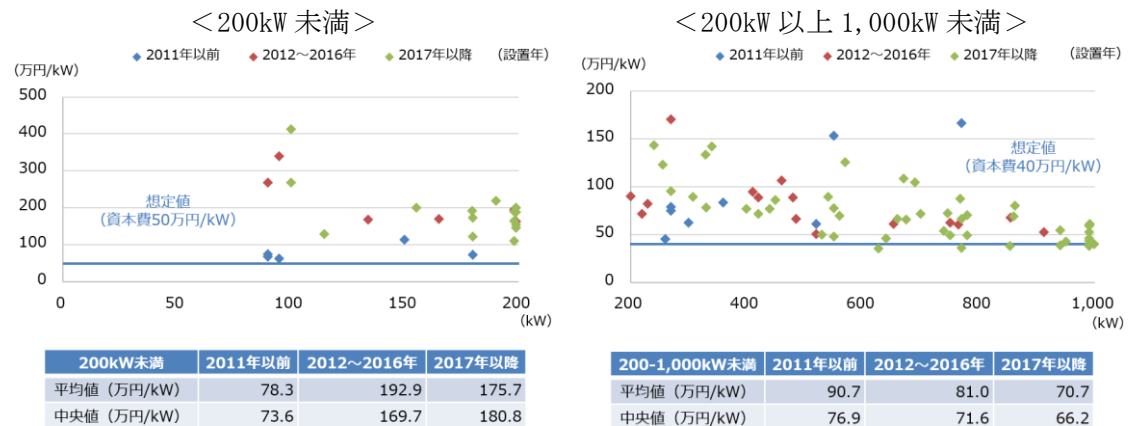 ＜200kW 未満＞
◆ 2011年以前 ◆ 2012～2016年 ◆ 2017年以降 (設置年)
(万円/kW)
500
400
300
200
100
0
想定値
(資本費50万円/kW)
0 50 100 150 200
(kW)
200kW未満 2011年以前 2012～2016年 2017年以降
平均値（万円/kW） 78.3 192.9 175.7
中央値（万円/kW） 73.6 169.7 180.8
＜200kW 以上 1,000kW 未満＞
◆ 2011年以前 ◆ 2012～2016年 ◆ 2017年以降 (設置年)
(万円/kW)
200
150
100
50
0
想定値
(資本費40万円/kW)
200 400 600 800 1,000
(kW)
200-1,000kW未満 2011年以前 2012～2016年 2017年以降
平均値（万円/kW） 90.7 81.0 70.7
中央値（万円/kW） 76.9 71.6 66.2